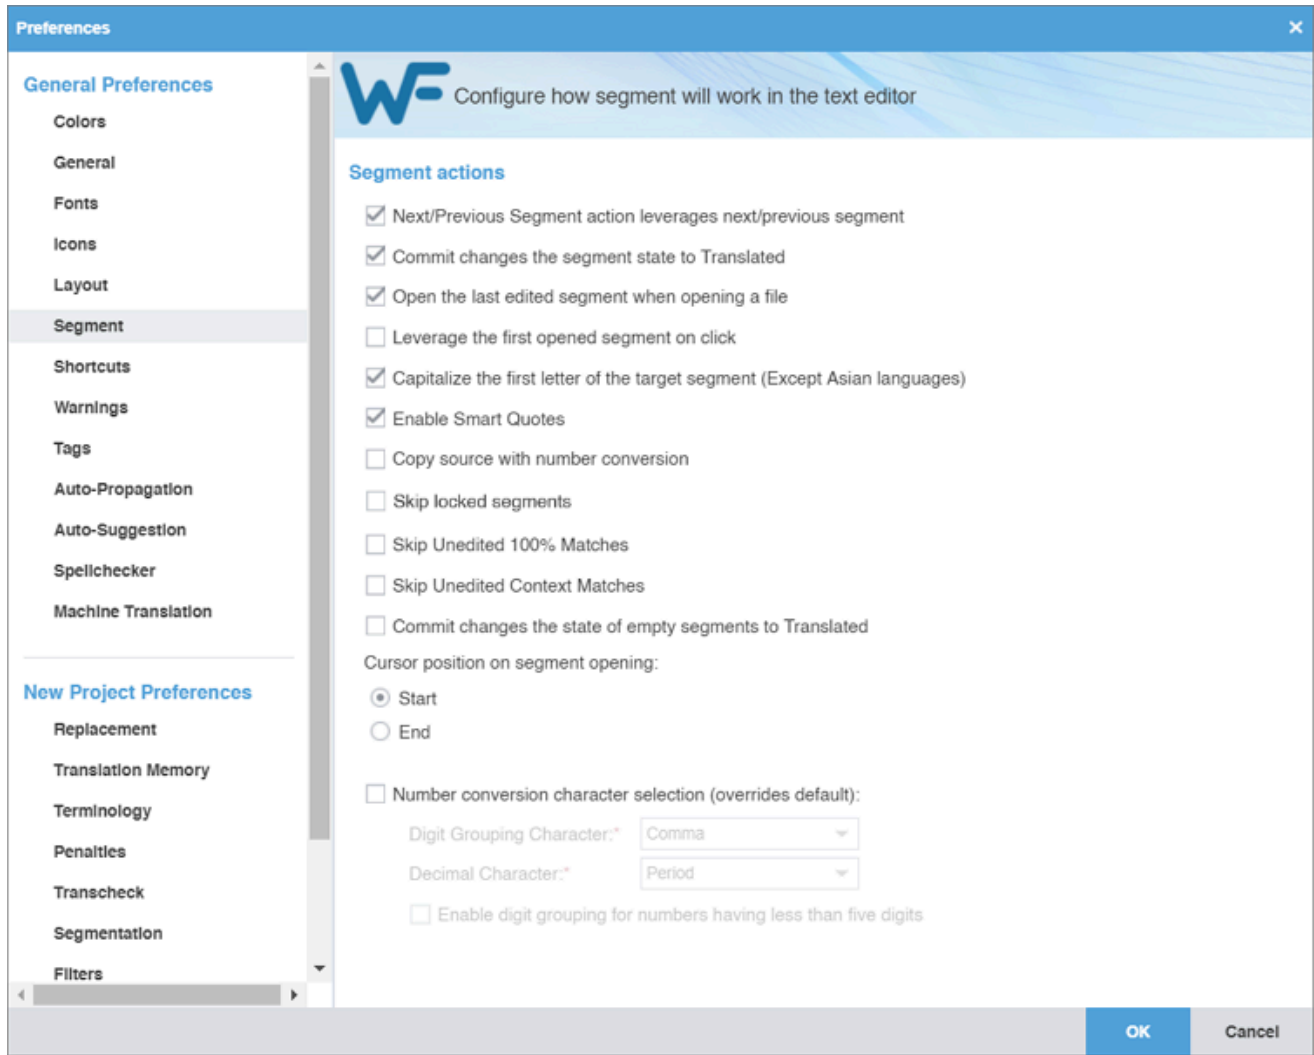 Preferences
General Preferences
Colors
General
Fonts
Icons
Layout
Segment
Shortcuts
Warnings
Tags
Auto-Propagation
Auto-Suggestion
Spellchecker
Machine Translation
New Project Preferences
Replacement
Translation Memory
Terminology
Penalties
Transcheck
Segmentation
Filters
WF
Configure how segment will work in the text editor
Segment actions
Next/Previous Segment action leverages next/previous segment
Commit changes the segment state to Translated
Open the last edited segment when opening a file
Leverage the first opened segment on click
Capitalize the first letter of the target segment (Except Asian languages)
Enable Smart Quotes
Copy source with number conversion
Skip locked segments
Skip Unedited 100% Matches
Skip Unedited Context Matches
Commit changes the state of empty segments to Translated
Cursor position on segment opening:
Start
End
Number conversion character selection (overrides default):
Digit Grouping Character:* Comma
Decimal Character:* Period
Enable digit grouping for numbers having less than five digits
OK Cancel